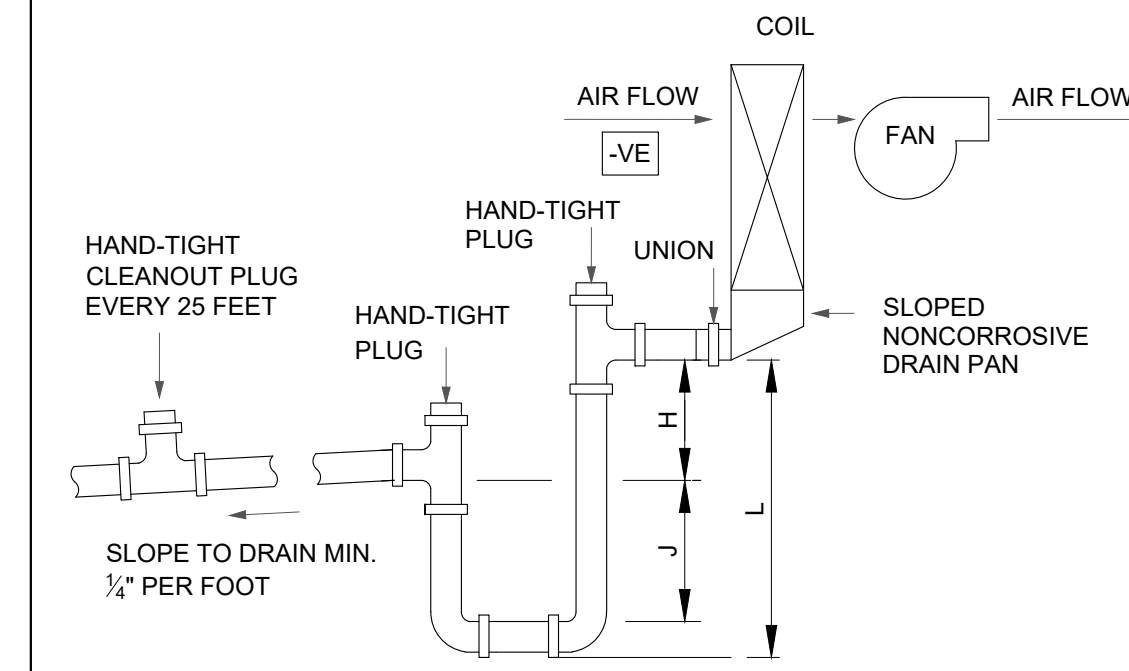 COIL
AIR FLOW
AIR FLOW
-VE
FAN
HAND-TIGHT
PLUG
UNION
HAND-TIGHT
CLEANOUT PLUG
EVERY 25 FEET
HAND-TIGHT
PLUG
SLOPED
NONCORROSIVE
DRAIN PAN
H
J
L
SLOPE TO DRAIN MIN.
¼" PER FOOT